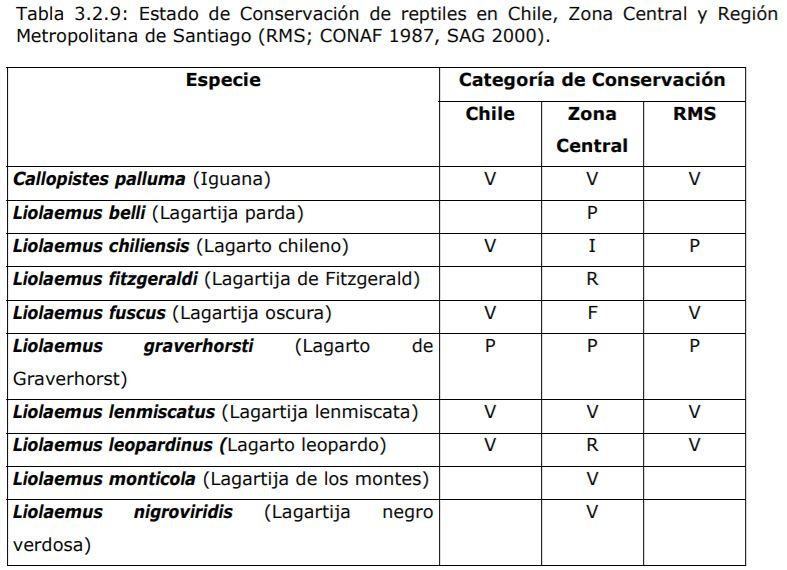 Tabla 3.2.9: Estado de Conservación de reptiles en Chile, Zona Central y Región
Metropolitana de Santiago (RMS; CONAF 1987, SAG 2000).
Especie Categoría de Conservación
Chile Zona Central RMS
Callopistes palluma (Iguana) V V V
Liolaemus belli (Lagartija parda) P
Liolaemus chiliensis (Lagarto chileno) V I P
Liolaemus fitzgeraldi (Lagartija de Fitzgerald) R
Liolaemus fuscus (Lagartija oscura) V F V
Liolaemus graverhorsti (Lagarto de P P P
Graverhorst)
Liolaemus lenmiscatus (Lagartija lenmiscata) V V V
Liolaemus leopardinus (Lagarto leopardo) V R V
Liolaemus monticola (Lagartija de los montes) V
Liolaemus nigroviridis (Lagartija negro V
verdosa)